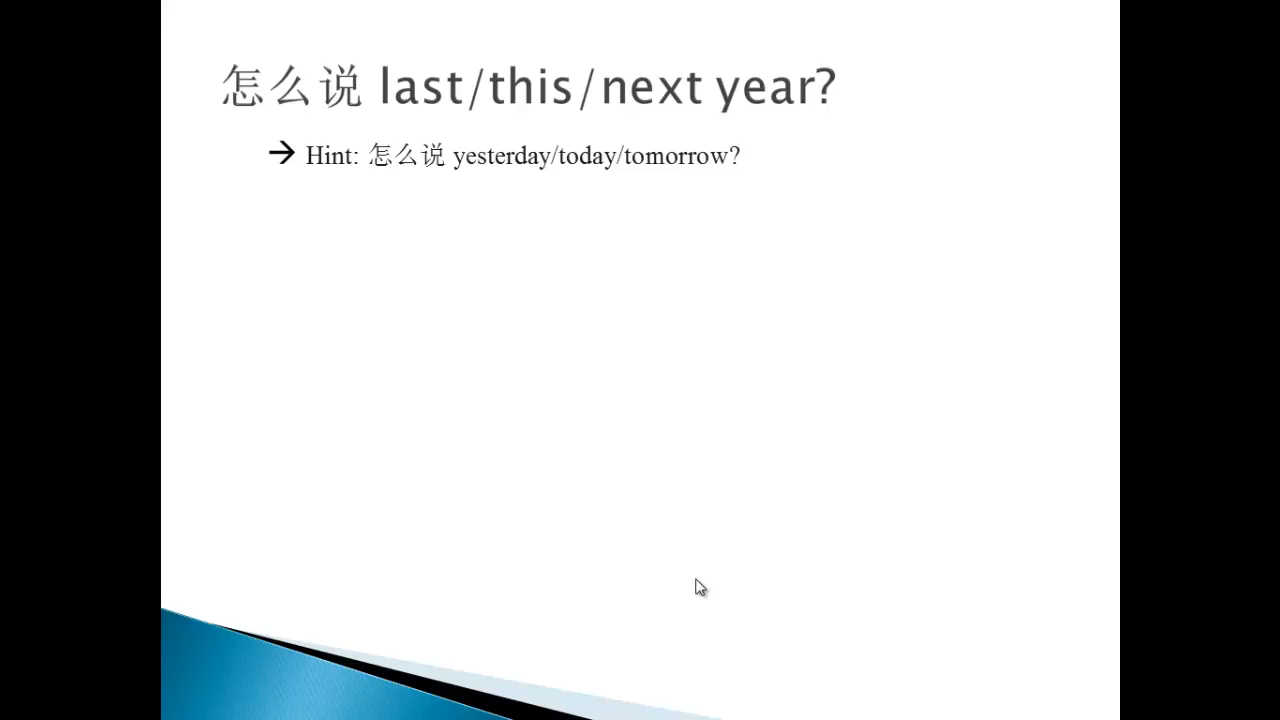 怎么说 last/this/next year?
→ Hint: 怎么说 yesterday/today/tomorrow?